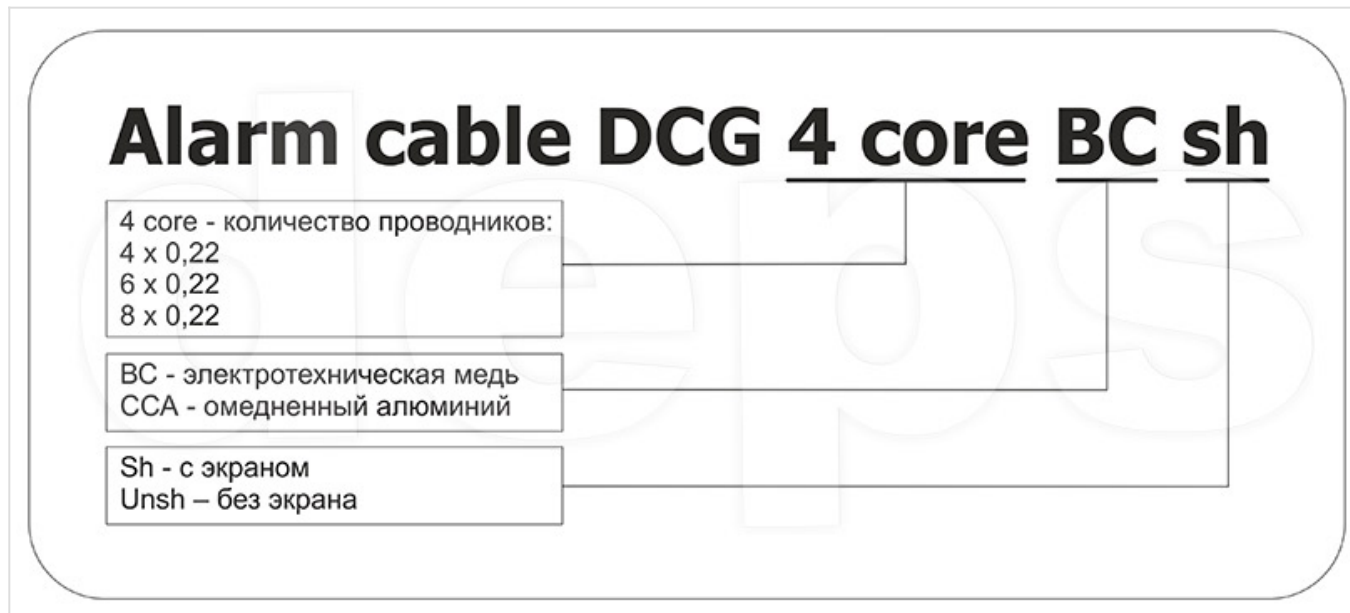 Alarm cable DCG 4 core BC sh
4 core - количество проводников:
4 x 0,22
6 x 0,22
8 x 0,22
BC - электротехническая медь
CCA - омедненный алюминий
Sh - с экраном
Unsh – без экрана
deps